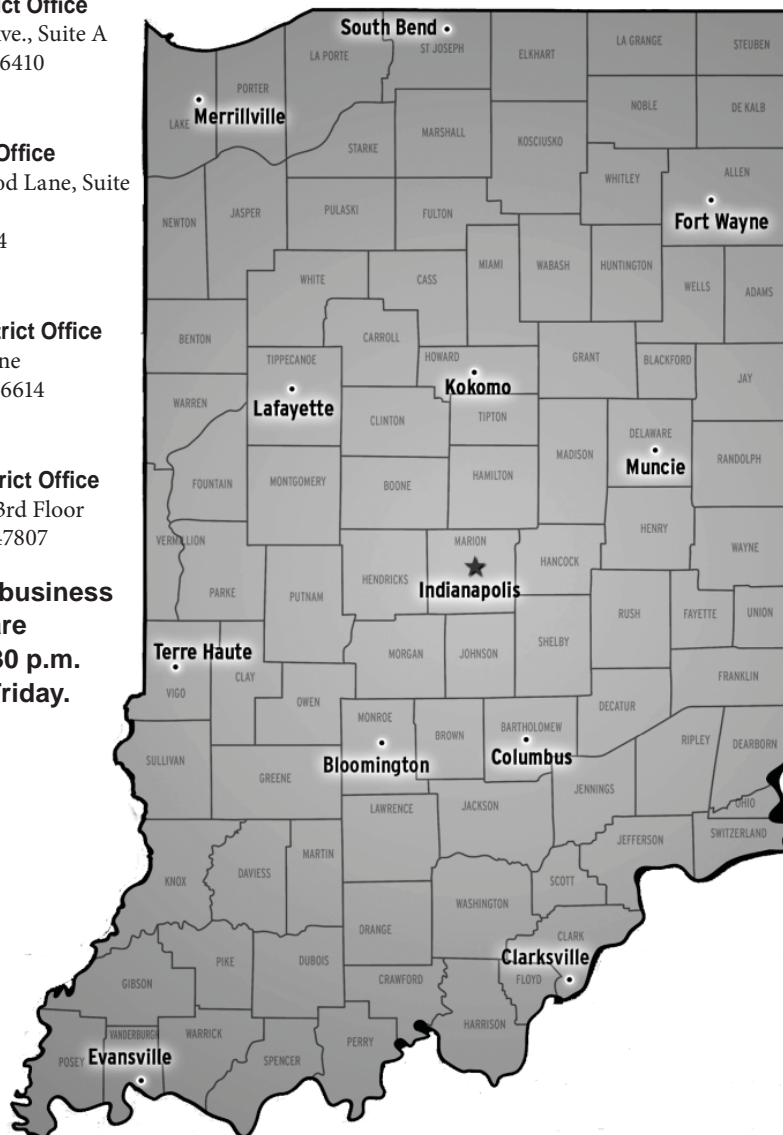 ict Office
ve., Suite A
6410
Office
od Lane, Suite
4
trict Office
ne
6614
rict Office
3rd Floor
47807
business
are
30 p.m.
Friday.
South Bend
ST JOSEPH
LA PORTE
ELKHART
LA GRANGE
STEUBEN
PORTER
LAKE
Merrillville
NOBLE
DE KALB
STARKE
MARSHALL
KOSCIUSKO
WHITLEY
ALLEN
Fort Wayne
NEWTON
JASPER
PULASKI
FULTON
WHITE
CASS
MIAMI
WABASH
HUNTINGTON
WELLS
ADAMS
BENTON
CARROLL
TIPPECANOE
HOWARD
GRANT
BLACKFORD
JAY
Lafayette
Kokomo
WARREN
CLINTON
TIPTON
DELAWARE
Muncie
MADISON
RANDOLPH
FOUNTAIN
MONTGOMERY
BOONE
HAMILTON
VERMILLION
MARION
Indianapolis
HENRY
WAYNE
PARKE
PUTNAM
HENDRICKS
HANCOCK
RUSH
FAYETTE
UNION
Terre Haute
VIGO
CLAY
MORGAN
JOHNSON
SHELBY
FRANKLIN
OWEN
DECATUR
MONROE
Bloomington
BROWN
BARTHOLOMEW
Columbus
RIPLEY
DEARBORN
SULLIVAN
GREENE
LAWRENCE
JACKSON
JENNINGS
OHIO
SWITZERLAND
JEFFERSON
KNOX
DAVIESS
MARTIN
SCOTT
WASHINGTON
ORANGE
CLARK
Clarksville
FLOYD
GIBSON
PIKE
DUBOIS
CRAWFORD
HARRISON
POSEY
VANDERBURGH
WARRICK
Evansville
SPENCER
PERRY